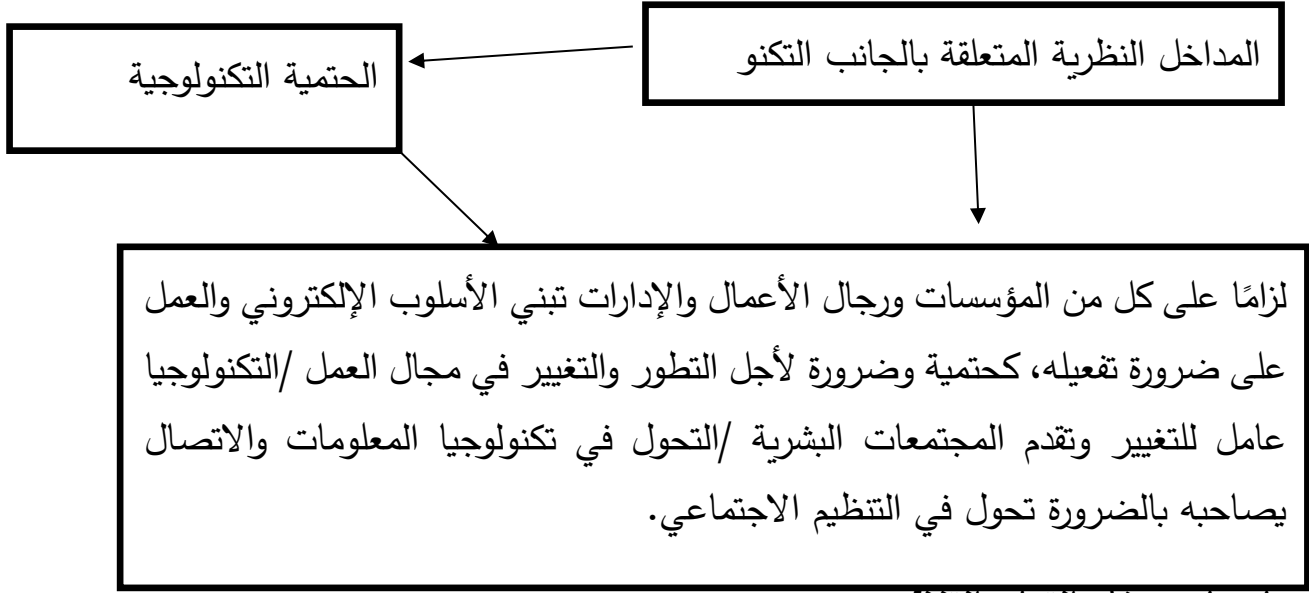 المداخل النظرية المتعلقة بالجانب التكنو
الحتمية التكنولوجية
لزامًا على كل من المؤسسات ورجال الأعمال والإدارات تبني الأسلوب الإلكتروني والعمل
على ضرورة تفعيله، كحتمية وضرورة لأجل التطور والتغيير في مجال العمل /التكنولوجيا
عامل للتغيير وتقدم المجتمعات البشرية /التحول في تكنولوجيا المعلومات والاتصال
يصاحبه بالضرورة تحول في التنظيم الاجتماعي.